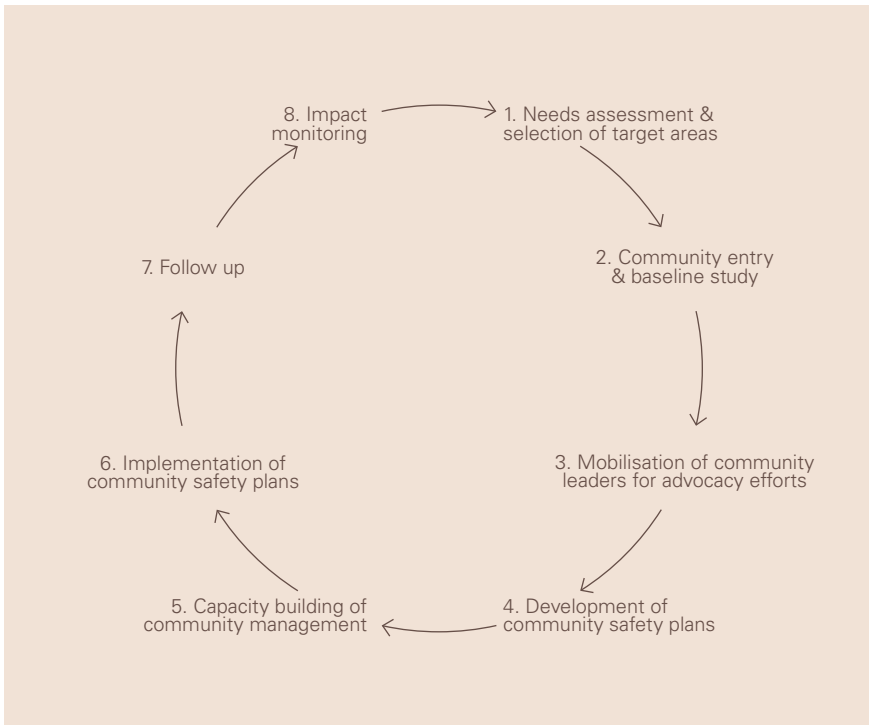 8. Impact
monitoring
1. Needs assessment &
selection of target areas
2. Community entry
& baseline study
3. Mobilisation of community
leaders for advocacy efforts
4. Development of
community safety plans
5. Capacity building of
community management
6. Implementation of
community safety plans
7. Follow up